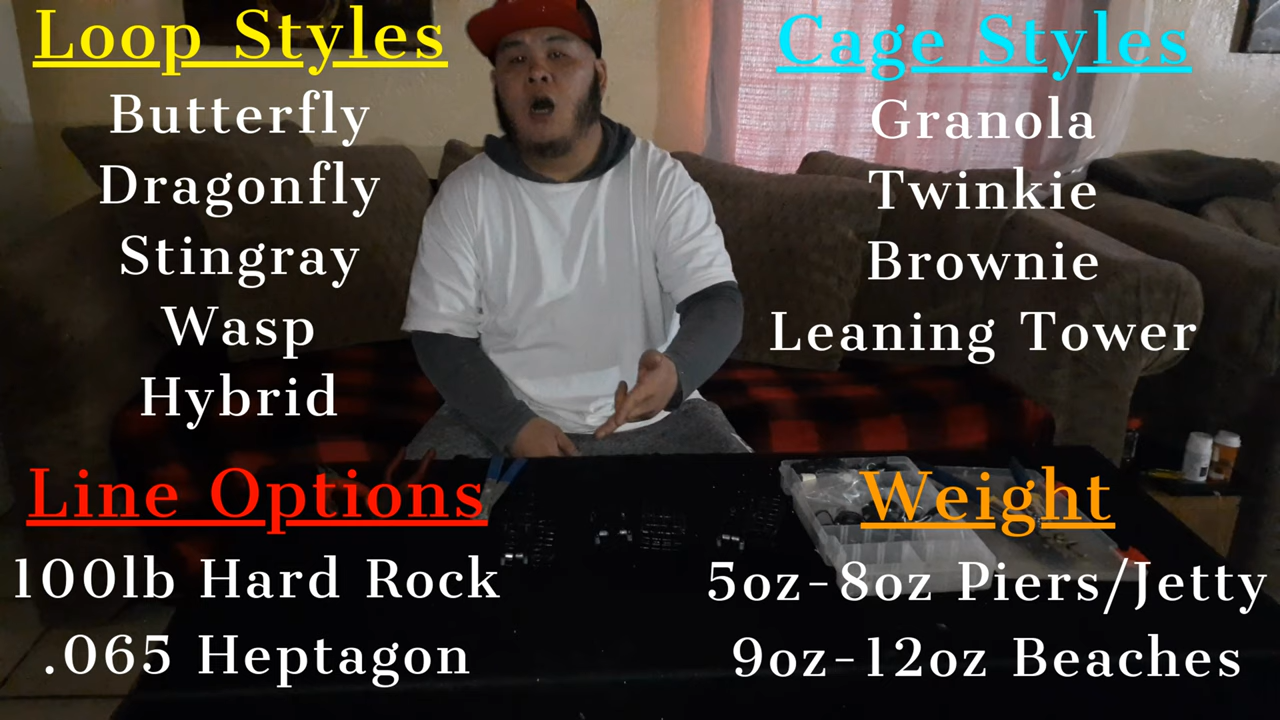 Loop Styles
Butterfly
Dragonfly
Stingray
Wasp
Hybrid
Cage Styles
Granola
Twinkie
Brownie
Leaning Tower
Line Options
100lb Hard Rock
.065 Heptagon
Weight
5oz-8oz Piers/Jetty
9oz-12oz Beaches